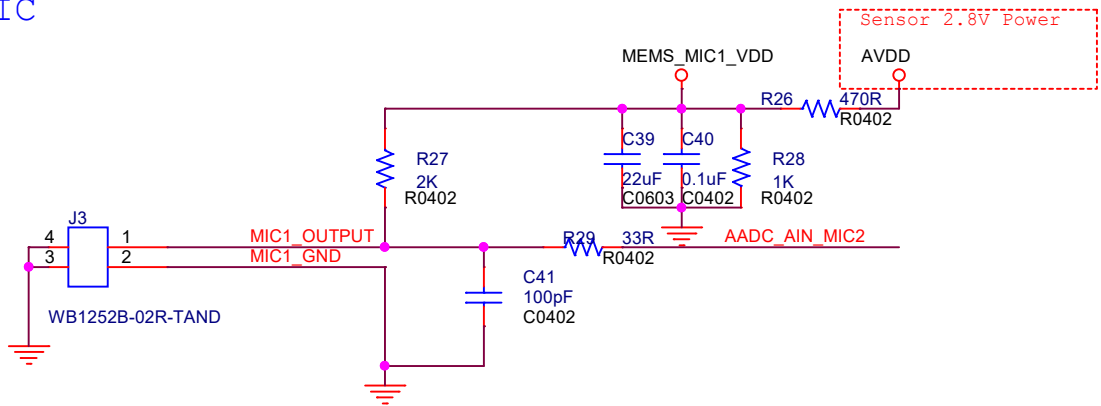 IC
Sensor 2.8V Power
MEMS_MIC1_VDD
AVDD
R26
470R
R0402
C39
C40
R27
R28
2K
22uF
0.1uF
1K
R0402
C0603
C0402
R0402
J3
4
1
MIC1_OUTPUT
R29
33R
AADC_AIN_MIC2
3
2
MIC1_GND
R0402
C41
100pF
C0402
WB1252B-02R-TAND